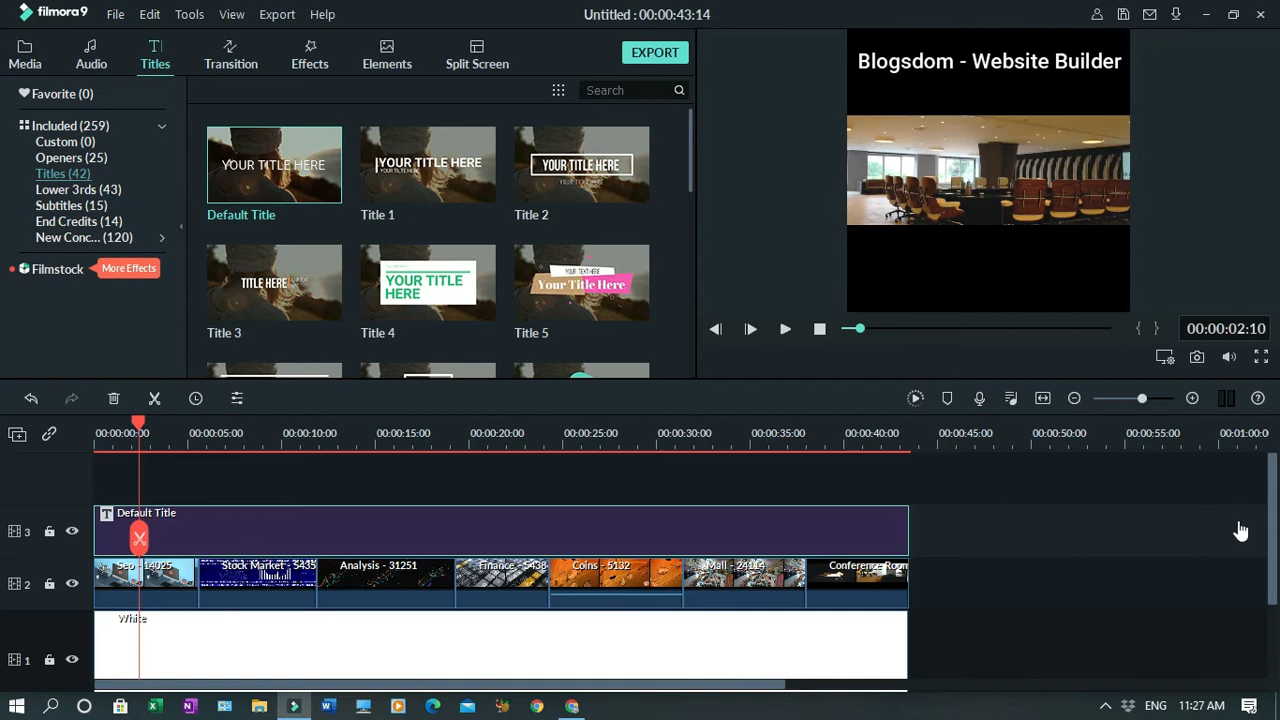 filmora9
File Edit Tools View Export Help
Untitled : 00:00:43:14
Media Audio Titles Transition Effects Elements Split Screen
EXPORT
Search
Favorite (0)
Included (259)
Custom (0)
Openers (25)
Titles (42)
Lower 3rds (43)
Subtitles (15)
End Credits (14)
New Conc... (120)
Filmstock
More Effects
YOUR TITLE HERE
Default Title
YOUR TITLE HERE
Title 1
YOUR TITLE HERE
Title 2
TITLE HERE
Title 3
YOUR TITLE
HERE
Title 4
YOUR TEXT HERE
Your Title Here
Title 5
Blogsdom - Website Builder
00:00:02:10
00:00:00:00 00:00:05:00 00:00:10:00 00:00:15:00 00:00:20:00 00:00:25:00 00:00:30:00 00:00:35:00 00:00:40:00 00:00:45:00 00:00:50:00 00:00:55:00 00:01:00:0
T Default Title
3
Seo - 14025 Stock Market - 5435 Analysis - 31251 Finance - 5438 Coins - 5132 Mall - 24114 Conference Room
2
White
1
ENG 11:27 AM